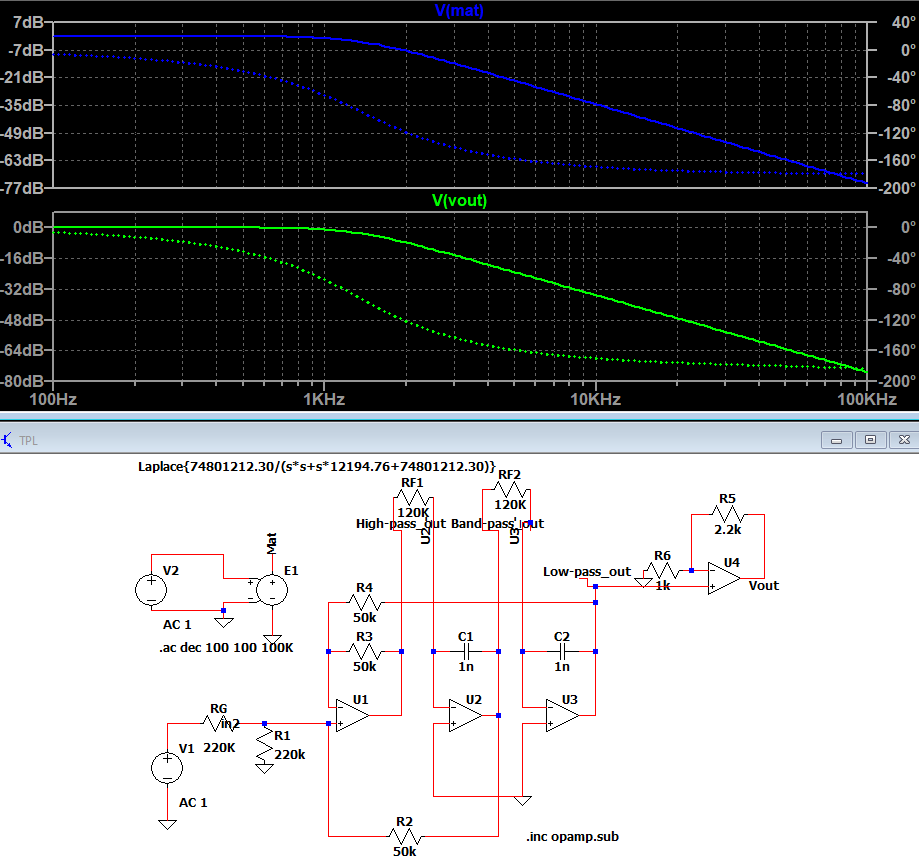 V(mat)
7dB
-7dB
-21dB
-35dB
-49dB
-63dB
-77dB
40°
0°
-40°
-80°
-120°
-160°
-200°
V(vout)
0dB
-16dB
-32dB
-48dB
-64dB
-80dB
0°
-40°
-80°
-120°
-160°
-200°
100Hz 1KHz 10KHz 100KHz
TPL
Laplace{74801212.30/(s*s+s*12194.76+74801212.30)}
RF1
120K
RF2
120K
High-pass_out
Band-pass_out
U2-
U3-
Mat
V2
AC 1
E1
.ac dec 100 100 100K
R4
50k
R3
50k
C1
1n
C2
1n
Low-pass_out
R6
1k
R5
2.2k
U4
Vout
RG
220K
in2
R1
220k
U1
U2
U3
V1
AC 1
R2
50k
.inc opamp.sub